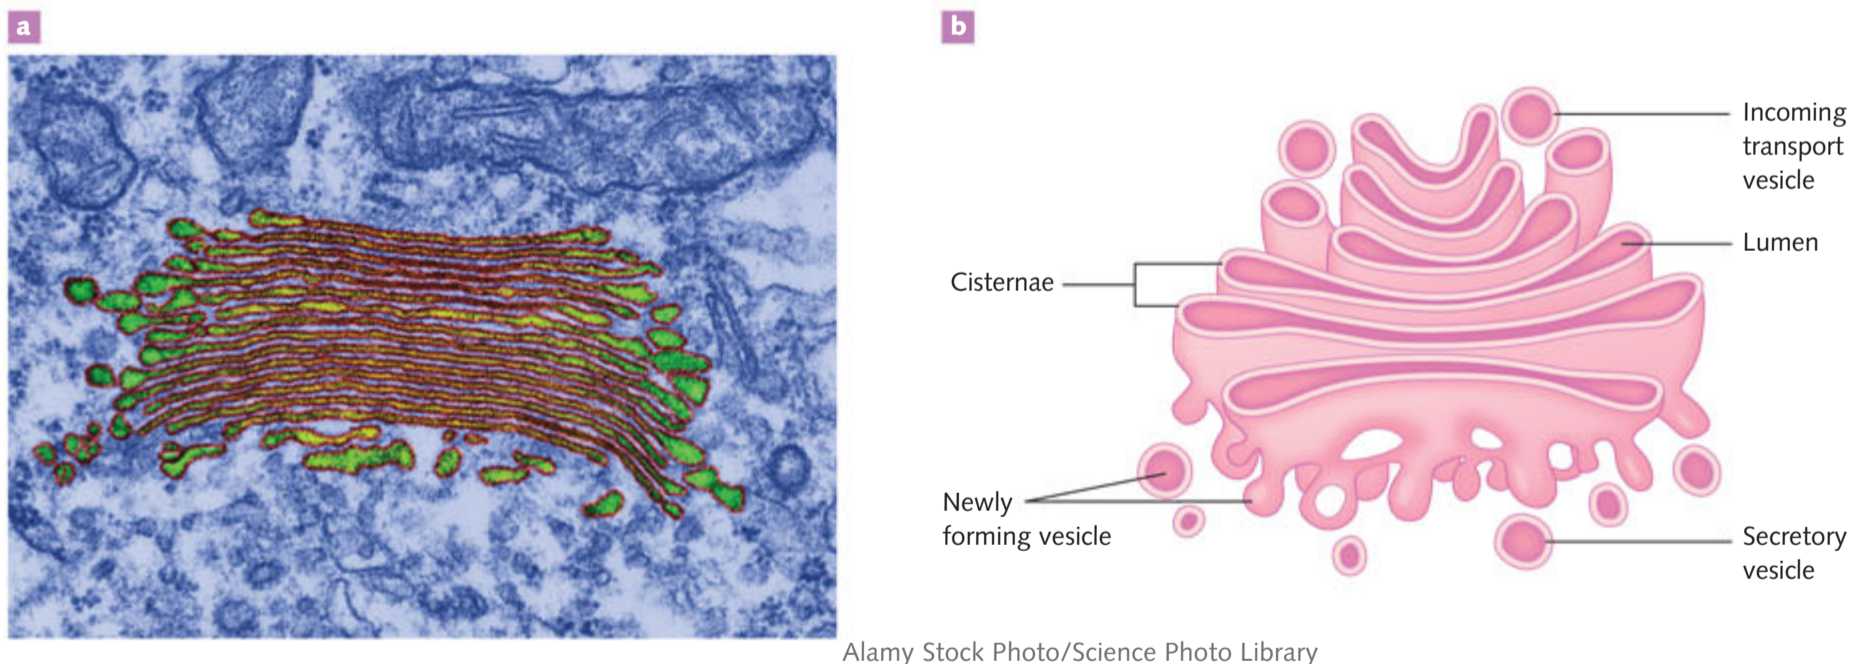 a
b
Incoming
transport
vesicle
Lumen
Cisternae
Newly
forming vesicle
Secretory
vesicle
Alamy Stock Photo/Science Photo Library